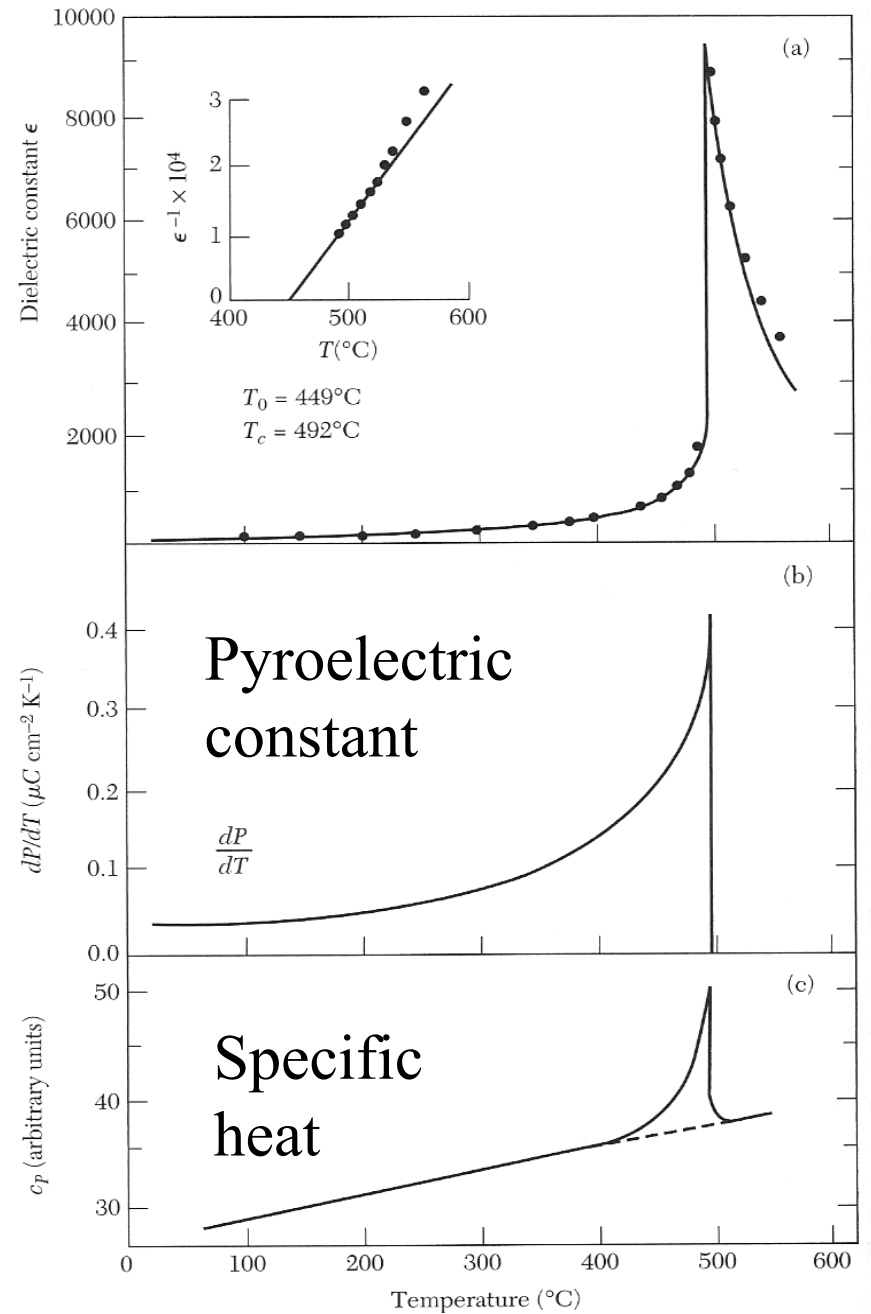 10000
8000
6000
4000
2000
Dielectric constant ϵ
(a)
3
2
1
0
ϵ⁻¹ × 10⁴
400
500
600
T(°C)
T₀ = 449°C
T꜀ = 492°C
(b)
0.4
0.3
0.2
0.1
0.0
dP/dT (μC cm⁻² K⁻¹)
Pyroelectric
constant
dP
dT
(c)
50
40
30
cₚ (arbitrary units)
Specific
heat
0
100
200
300
400
500
600
Temperature (°C)